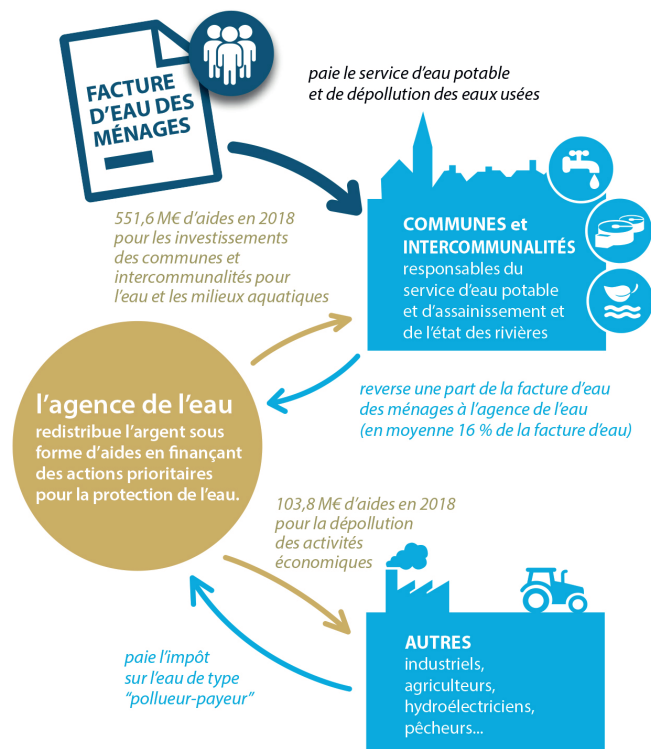 FACTURE
D'EAU DES
MÉNAGES
paie le service d'eau potable
et de dépollution des eaux usées
551,6 M€ d'aides en 2018
pour les investissements
des communes et
intercommunalités pour
l'eau et les milieux aquatiques
COMMUNES et
INTERCOMMUNALITÉS
responsables du
service d'eau potable
et d'assainissement et
de l'état des rivières
reverse une part de la facture d'eau
des ménages à l'agence de l'eau
(en moyenne 16 % de la facture d'eau)
l'agence de l'eau
redistribue l'argent sous
forme d'aides en finançant
des actions prioritaires
pour la protection de l'eau.
103,8 M€ d'aides en 2018
pour la dépollution
des activités
économiques
paie l'impôt
sur l'eau de type
“pollueur-payeur”
AUTRES
industriels,
agriculteurs,
hydroélectriciens,
pêcheurs...